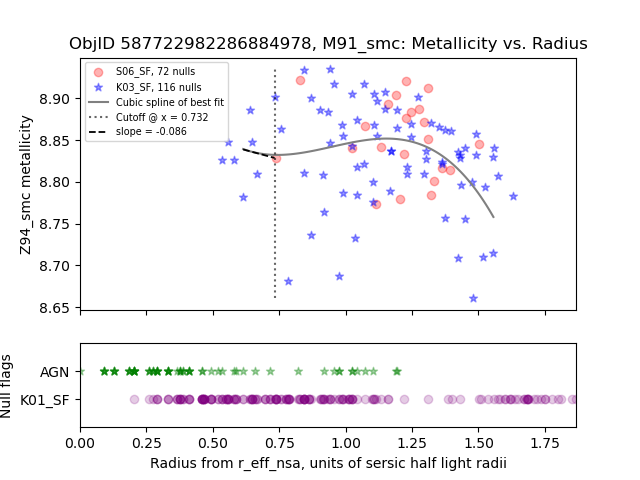 ObjID 587722982286884978, M91_smc: Metallicity vs. Radius
S06_SF, 72 nulls
K03_SF, 116 nulls
Cubic spline of best fit
Cutoff @ x = 0.732
slope = -0.086
Z94_smc metallicity
8.90
8.85
8.80
8.75
8.70
8.65
Null flags
AGN
K01_SF
0.00 0.25 0.50 0.75 1.00 1.25 1.50 1.75
Radius from r_eff_nsa, units of sersic half light radii